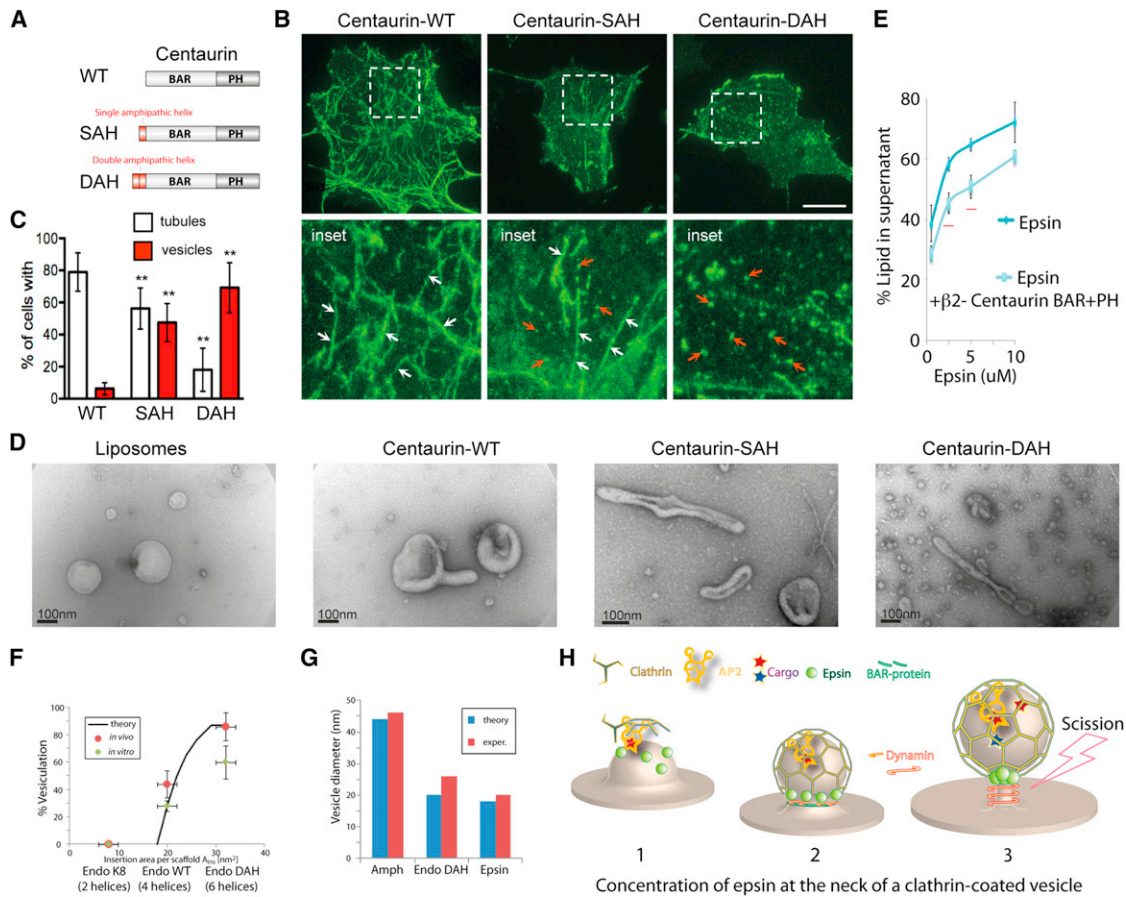 A
Centaurin
WT
BAR
PH
Single amphipathic helix
SAH
BAR
PH
Double amphipathic helix
DAH
BAR
PH
B
Centaurin-WT
Centaurin-SAH
Centaurin-DAH
inset
inset
inset
C
tubules
vesicles
% of cells with
100
80
60
40
20
0
**
**
**
**
WT
SAH
DAH
E
% Lipid in supernatant
80
60
40
20
0
5
10
Epsin (uM)
Epsin
Epsin
+β2- Centaurin BAR+PH
D
Liposomes
Centaurin-WT
Centaurin-SAH
Centaurin-DAH
100nm
100nm
100nm
100nm
F
% Vesiculation
100
80
60
40
20
0
theory
in vivo
in vitro
0
10
20
30
40
Insertion area per scaffold Ains [nm²]
Endo K8
(2 helices)
Endo WT
(4 helices)
Endo DAH
(6 helices)
G
Vesicle diameter (nm)
50
40
30
20
10
0
theory
exper.
Amph
Endo DAH
Epsin
H
Clathrin
AP2
Cargo
Epsin
BAR-protein
Dynamin
Scission
1
2
3
Concentration of epsin at the neck of a clathrin-coated vesicle